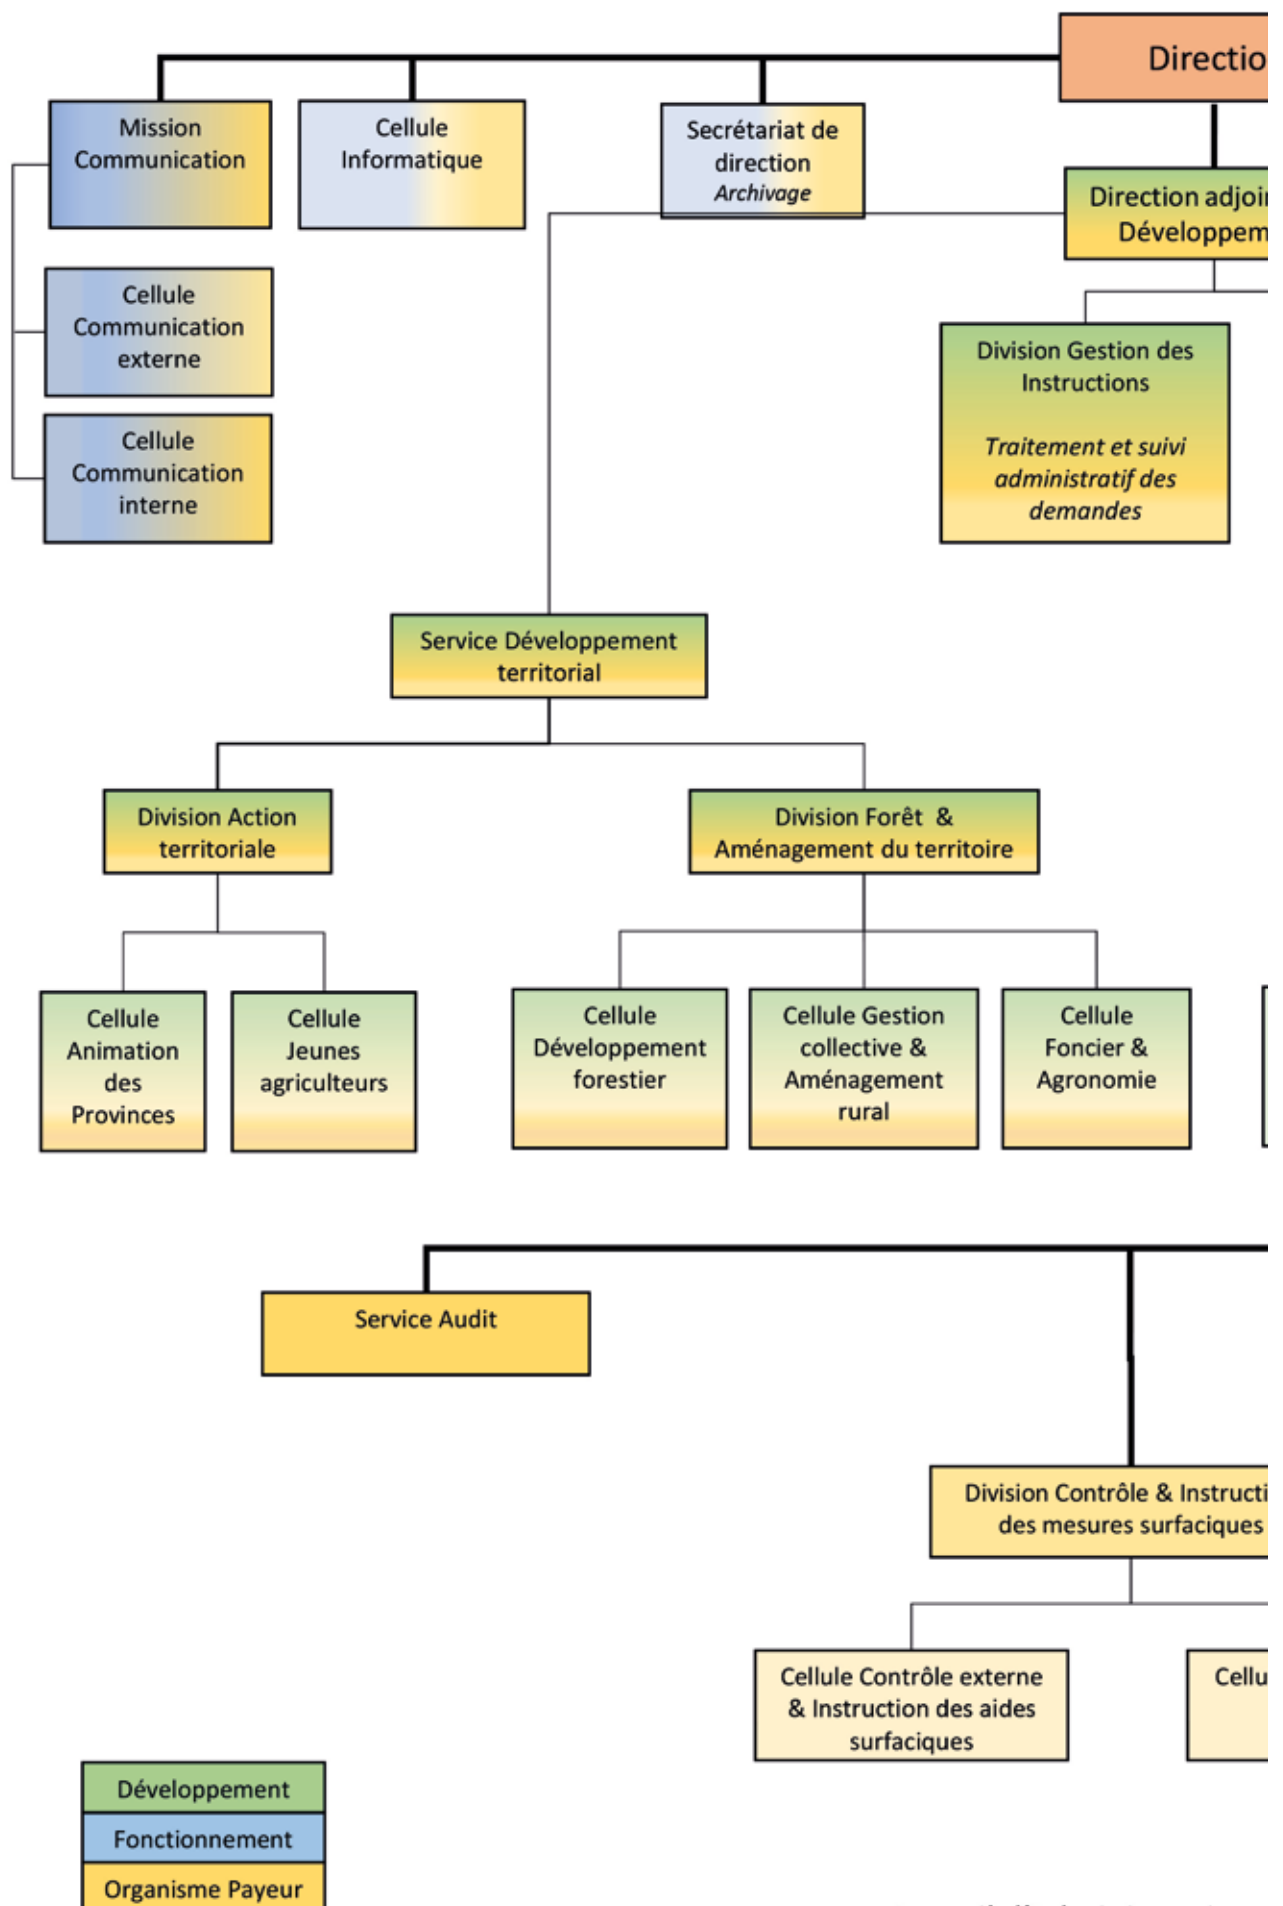 Directio
Mission
Communication
Cellule
Informatique
Secrétariat de
direction
Archivage
Direction adjoin
Développem
Cellule
Communication
externe
Cellule
Communication
interne
Division Gestion des
Instructions
Traitement et suivi
administratif des
demandes
Service Développement
territorial
Division Action
territoriale
Division Forêt &
Aménagement du territoire
Cellule
Animation
des
Provinces
Cellule
Jeunes
agriculteurs
Cellule
Développement
forestier
Cellule Gestion
collective &
Aménagement
rural
Cellule
Foncier &
Agronomie
Service Audit
Division Contrôle & Instructi
des mesures surfaciques
Cellule Contrôle externe
& Instruction des aides
surfaciques
Cellu
Développement
Fonctionnement
Organisme Payeur